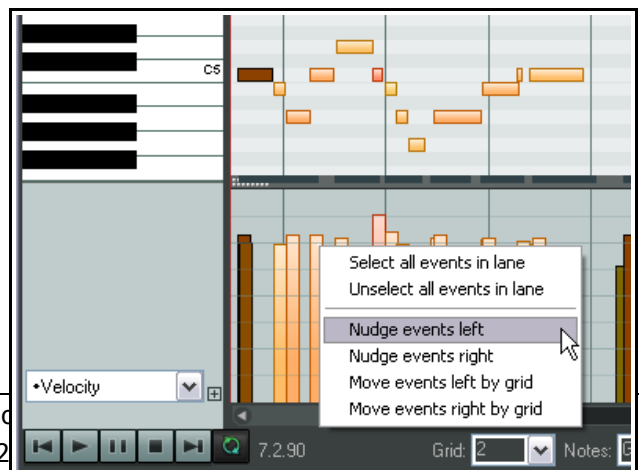 C5
Select all events in lane
Unselect all events in lane
Nudge events left
Nudge events right
Move events left by grid
Move events right by grid
•Velocity
7.2.90 Grid: 2 Notes:
2